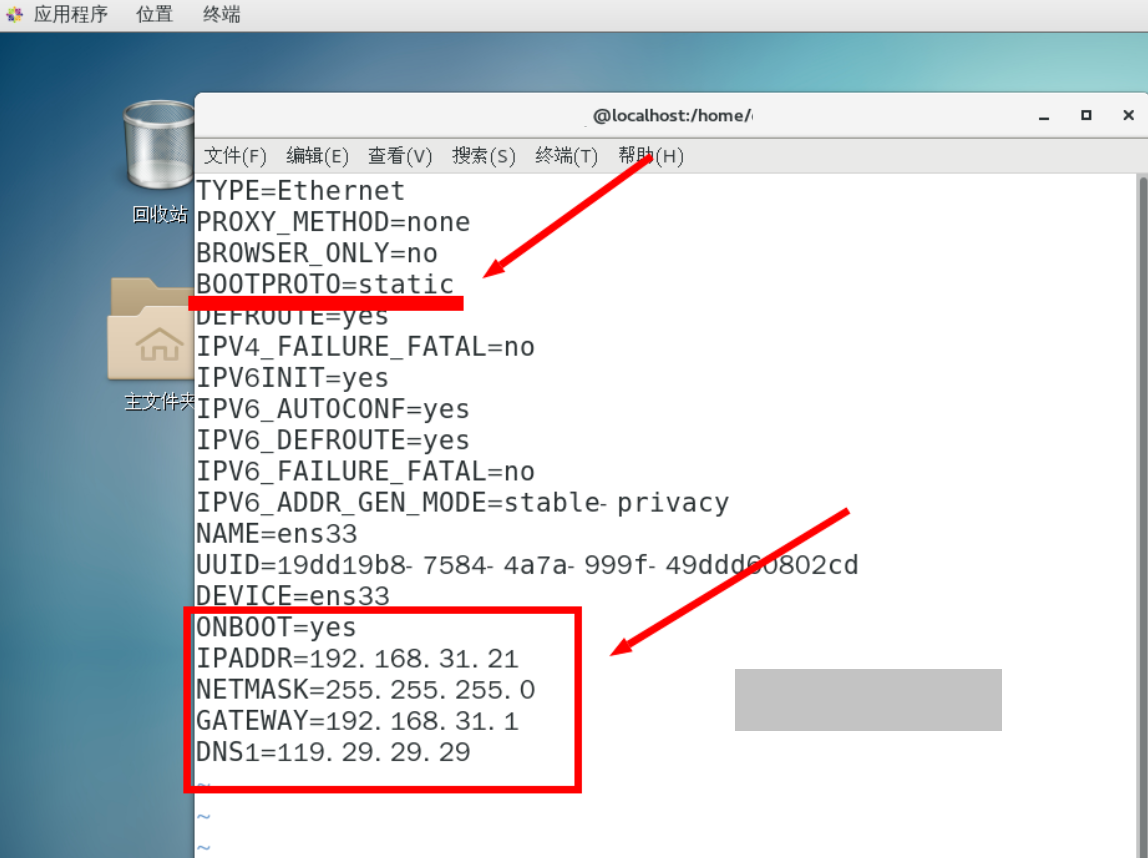 应用程序 位置 终端
@localhost:/home/
文件(F) 编辑(E) 查看(V) 搜索(S) 终端(T) 帮助(H)
回收站
主文件夹
TYPE=Ethernet
PROXY_METHOD=none
BROWSER_ONLY=no
BOOTPROTO=static
DEFROUTE=yes
IPV4_FAILURE_FATAL=no
IPV6INIT=yes
IPV6_AUTOCONF=yes
IPV6_DEFROUTE=yes
IPV6_FAILURE_FATAL=no
IPV6_ADDR_GEN_MODE=stable-privacy
NAME=ens33
UUID=19dd19b8-7584-4a7a-999f-49ddd60802cd
DEVICE=ens33
ONBOOT=yes
IPADDR=192.168.31.21
NETMASK=255.255.255.0
GATEWAY=192.168.31.1
DNS1=119.29.29.29
~
~
~